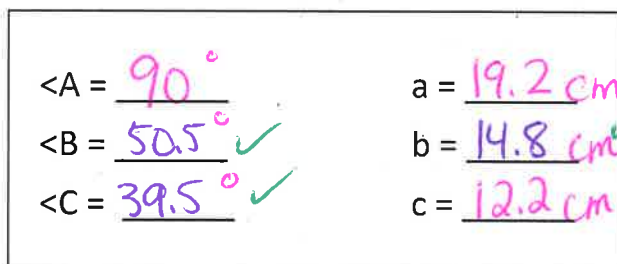 <A = 90° a = 19.2 cm
<B = 50.5° ✓ b = 14.8 cm
<C = 39.5° ✓ c = 12.2 cm